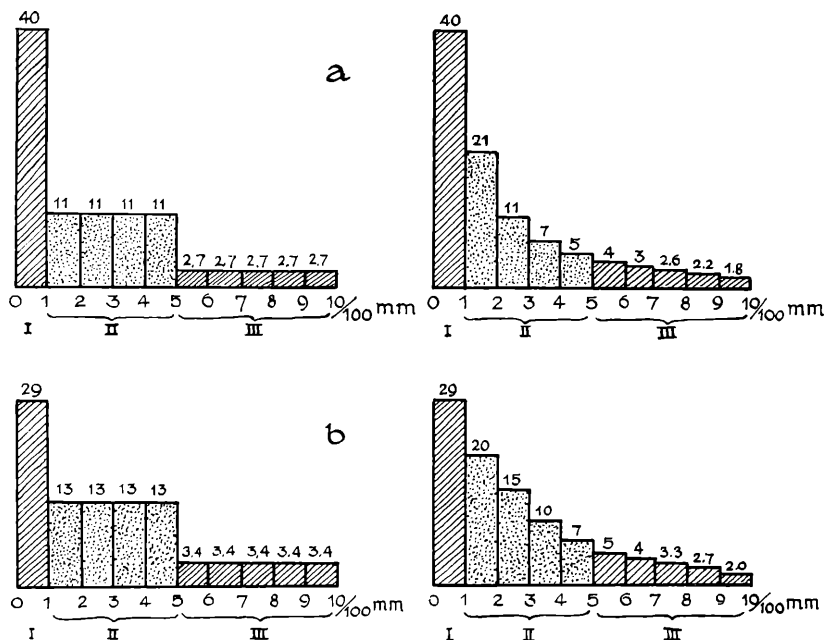 40
a
11 11 11 11
2.7 2.7 2.7 2.7 2.7
0 1 2 3 4 5 6 7 8 9 10/100 mm
I II III
40
21
11
7
5
4 3 2.6 2.2 1.8
0 1 2 3 4 5 6 7 8 9 10/100 mm
I II III
29
b
13 13 13 13
3.4 3.4 3.4 3.4 3.4
0 1 2 3 4 5 6 7 8 9 10/100 mm
I II III
29
20
15
10
7
5 4 3.3 2.7 2.0
0 1 2 3 4 5 6 7 8 9 10/100 mm
I II III